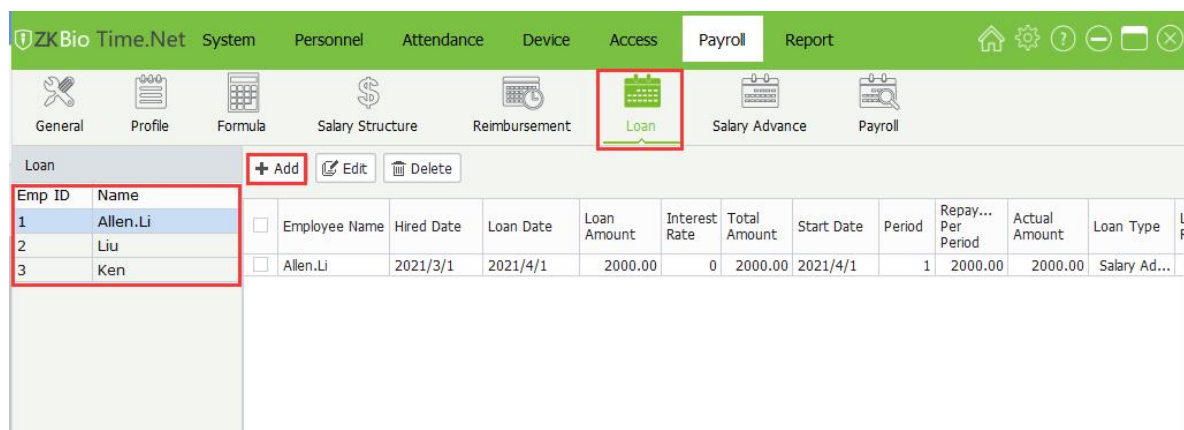 ZKBio Time.Net System Personnel Attendance Device Access Payroll Report
General Profile Formula Salary Structure Reimbursement Loan Salary Advance Payroll
Loan
Add Edit Delete
Emp ID Name
1 Allen.Li
2 Liu
3 Ken
Employee Name Hired Date Loan Date Loan Amount Interest Rate Total Amount Start Date Period Repay... Per Period Actual Amount Loan Type
Allen.Li 2021/3/1 2021/4/1 2000.00 0 2000.00 2021/4/1 1 2000.00 2000.00 Salary Ad...